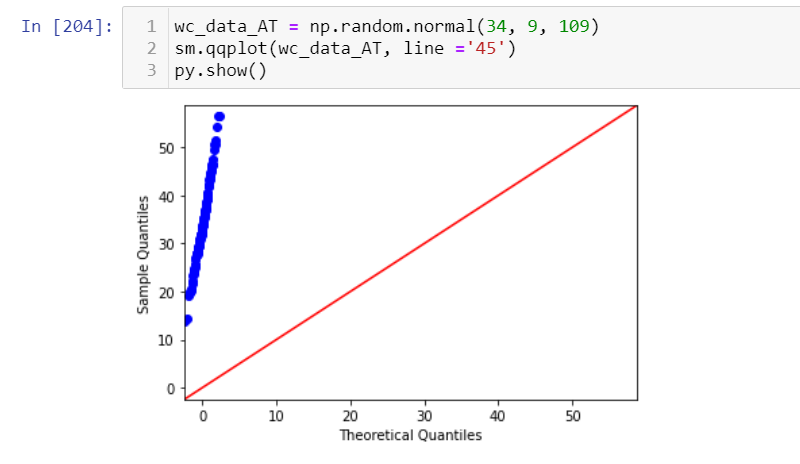 In [204]:
1 wc_data_AT = np.random.normal(34, 9, 109)
2 sm.qqplot(wc_data_AT, line ='45')
3 py.show()
50
40
30
20
10
0
Sample Quantiles
0 10 20 30 40 50
Theoretical Quantiles